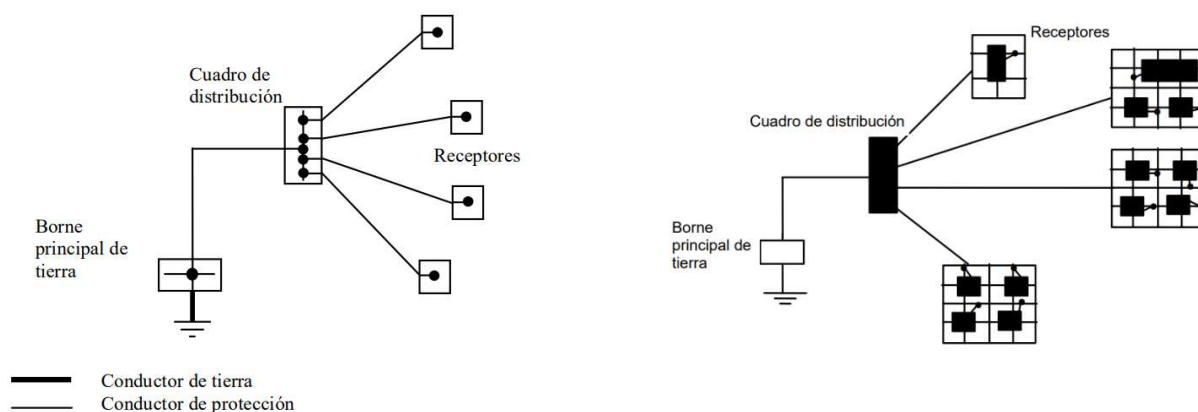 Cuadro de
distribución
Receptores
Borne
principal de
tierra
Conductor de tierra
Conductor de protección
Receptores
Cuadro de distribución
Borne
principal de
tierra